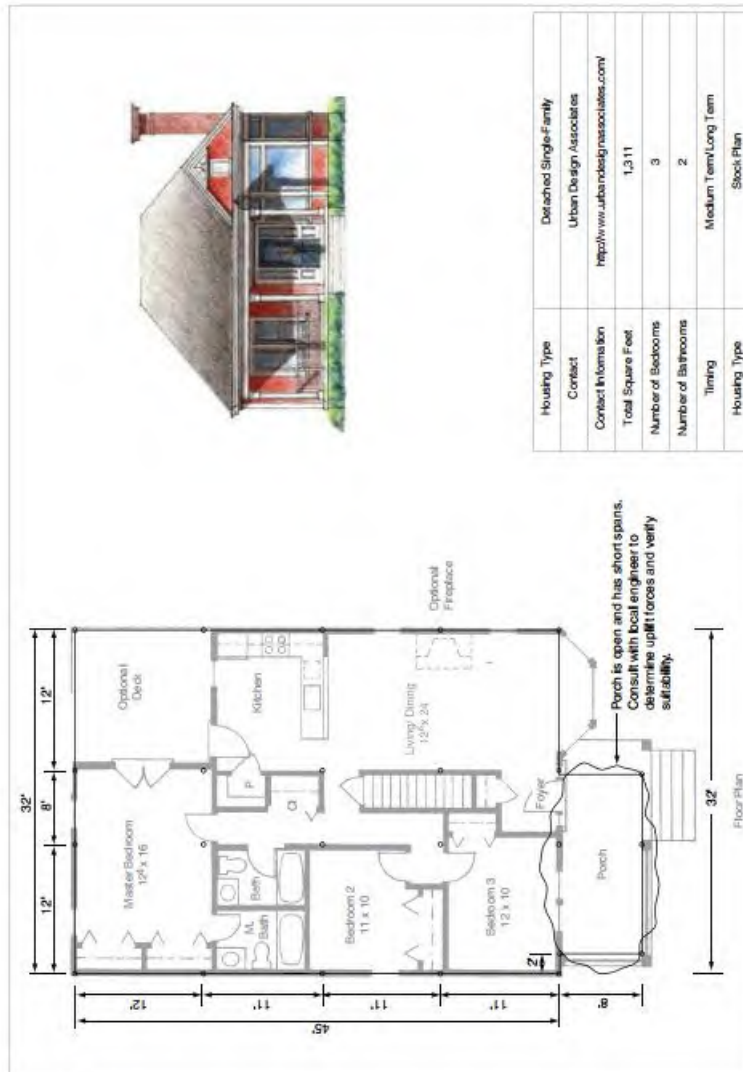 Housing Type Detached Single-Family
Contact Urban Design Associates
Contact Information http://www.urbandesignassociates.com/
Total Square Feet 1,311
Number of Bedrooms 3
Number of Bathrooms 2
Timing Medium Term/Long Term
Housing Type Stock Plan
32'
12' 8' 12'
12'
11'
11'
11'
45'
8'
2'
Master Bedroom
12⁶ x 16
Optional
Deck
M.
Bath
Bath
P
Cl
Kitchen
Bedroom 2
11 x 10
Living/Dining
12⁶ x 24
Optional
Fireplace
Bedroom 3
12 x 10
Foyer
Porch
Porch is open and has short spans.
Consult with local engineer to
determine uplift forces and verify
suitability.
32'
Floor Plan